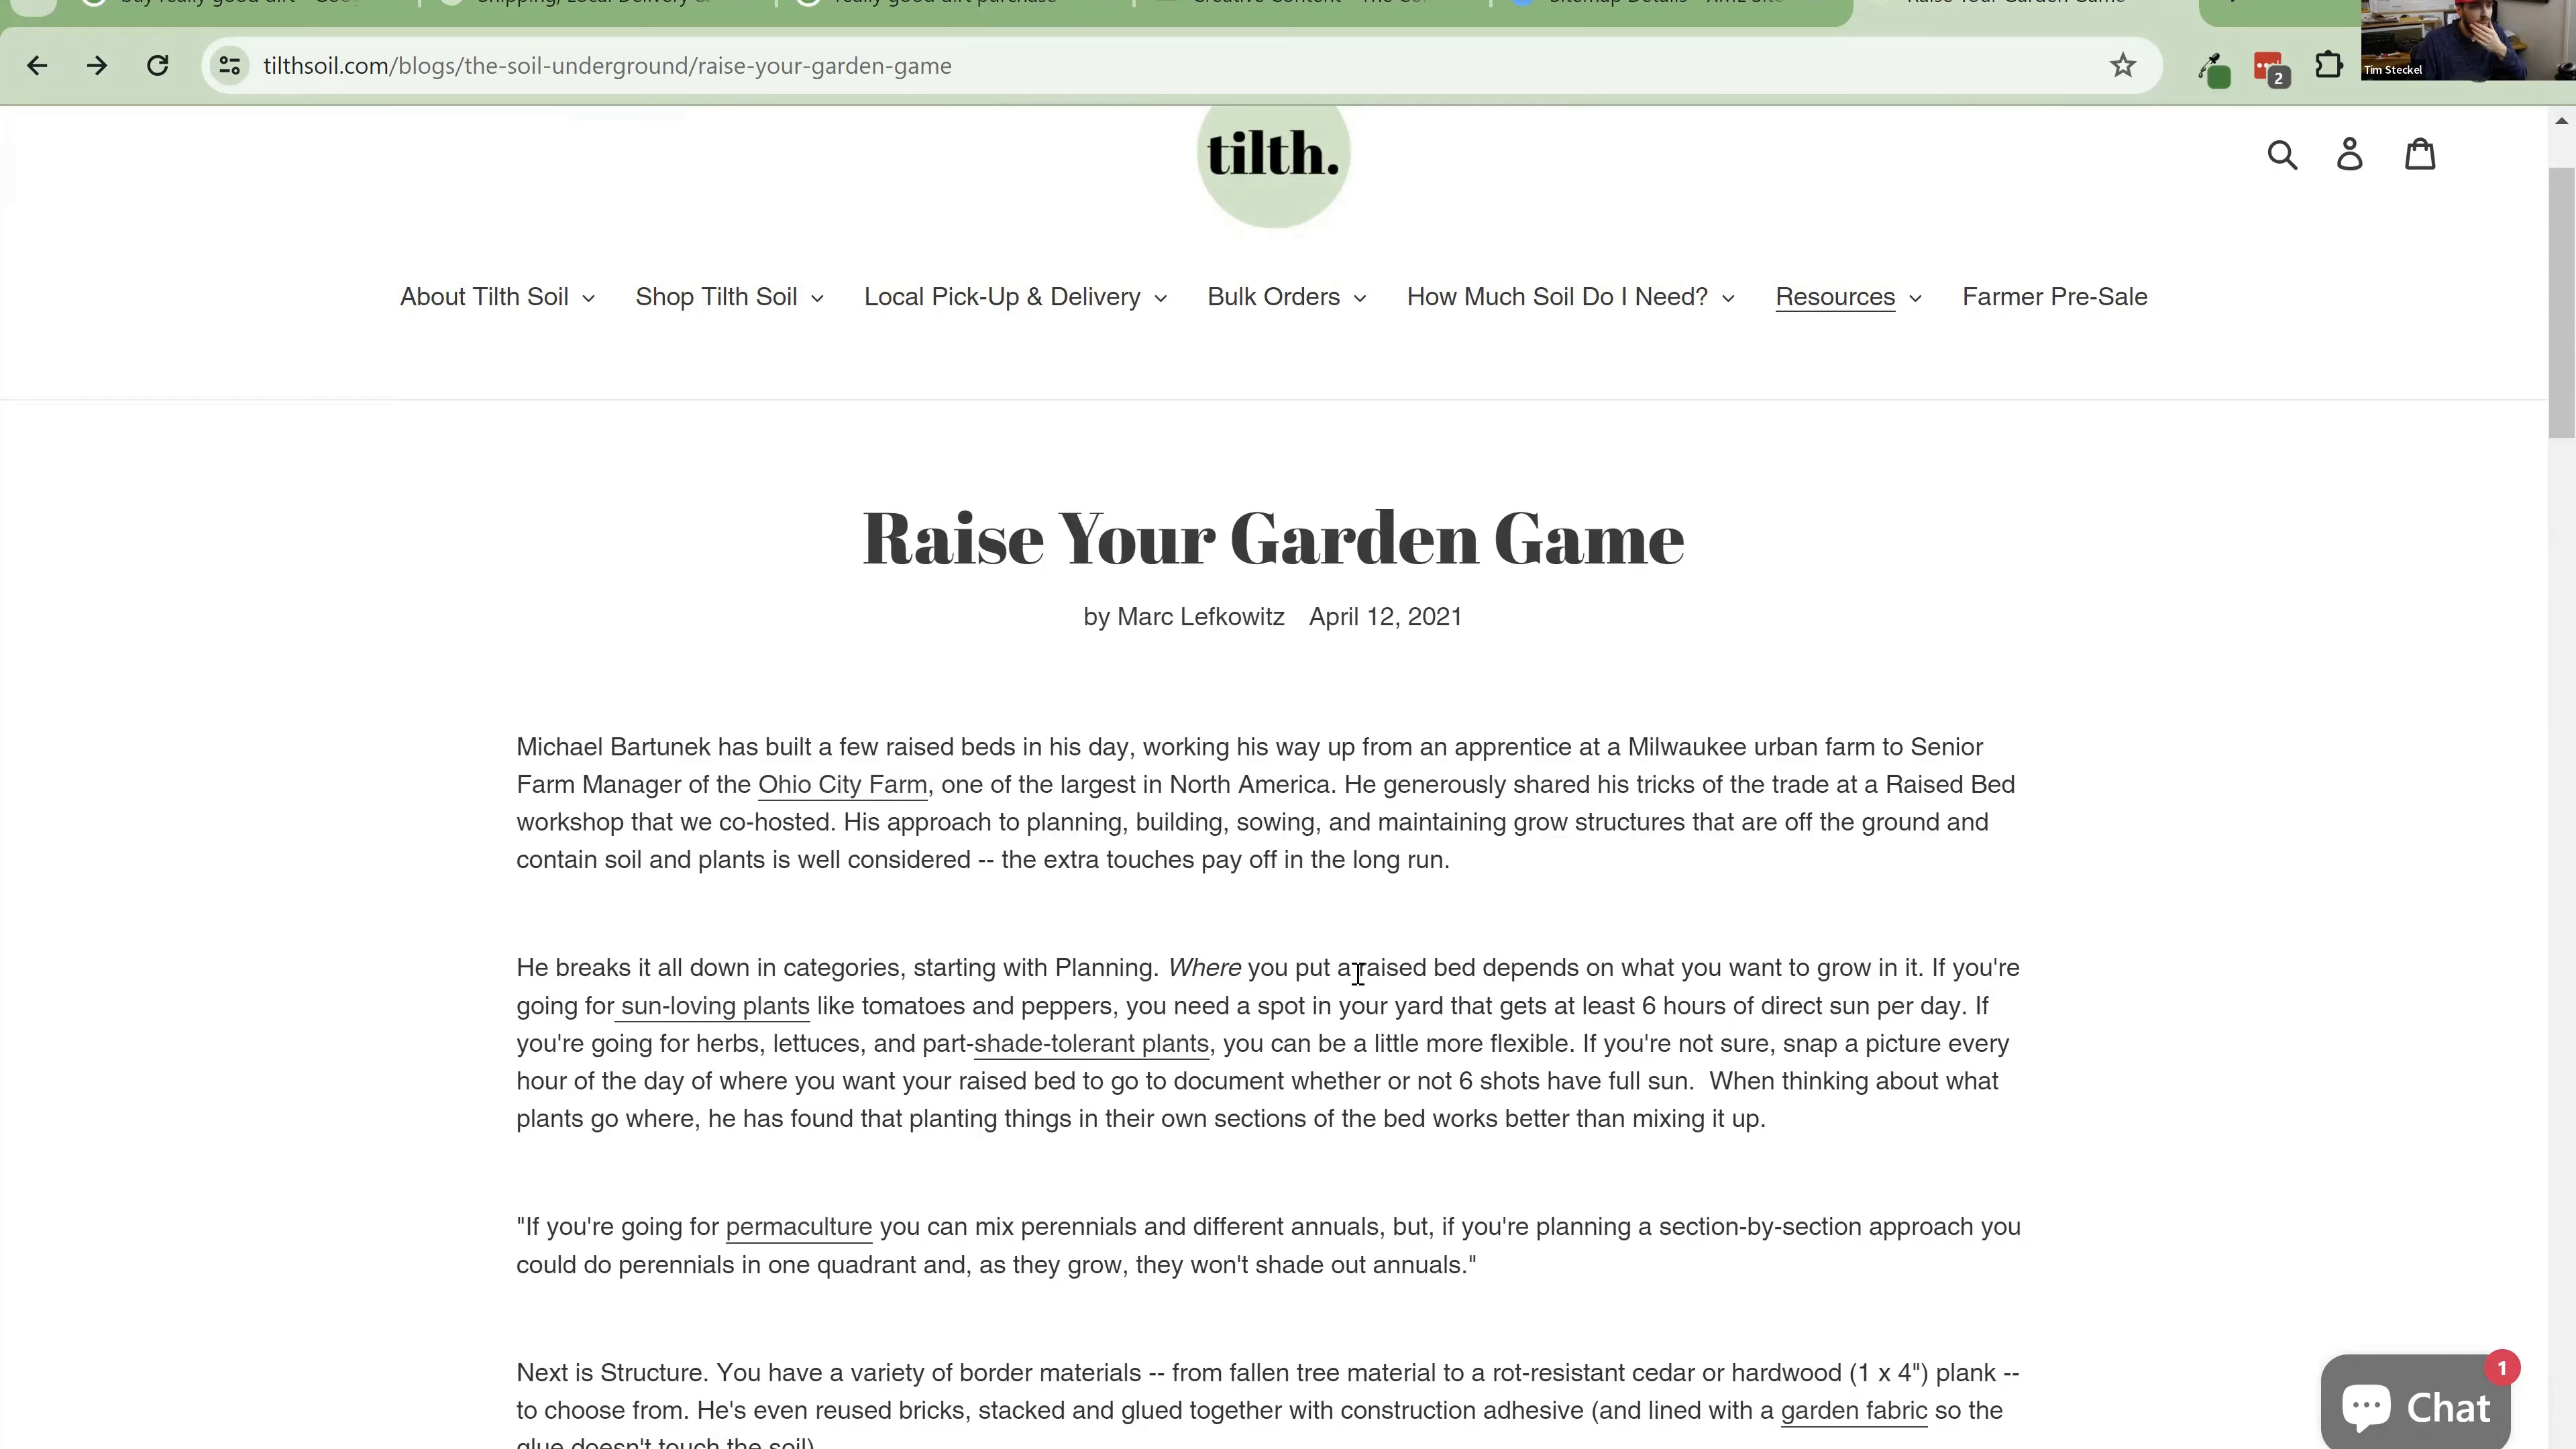 Tim Steckel
tilthsoil.com/blogs/the-soil-underground/raise-your-garden-game
2
tilth.
About Tilth Soil Shop Tilth Soil Local Pick-Up & Delivery Bulk Orders How Much Soil Do I Need? Resources Farmer Pre-Sale
Raise Your Garden Game
by Marc Lefkowitz April 12, 2021
Michael Bartunek has built a few raised beds in his day, working his way up from an apprentice at a Milwaukee urban farm to Senior
Farm Manager of the Ohio City Farm, one of the largest in North America. He generously shared his tricks of the trade at a Raised Bed
workshop that we co-hosted. His approach to planning, building, sowing, and maintaining grow structures that are off the ground and
contain soil and plants is well considered -- the extra touches pay off in the long run.
He breaks it all down in categories, starting with Planning. Where you put a raised bed depends on what you want to grow in it. If you're
going for sun-loving plants like tomatoes and peppers, you need a spot in your yard that gets at least 6 hours of direct sun per day. If
you're going for herbs, lettuces, and part-shade-tolerant plants, you can be a little more flexible. If you're not sure, snap a picture every
hour of the day of where you want your raised bed to go to document whether or not 6 shots have full sun. When thinking about what
plants go where, he has found that planting things in their own sections of the bed works better than mixing it up.
"If you're going for permaculture you can mix perennials and different annuals, but, if you're planning a section-by-section approach you
could do perennials in one quadrant and, as they grow, they won't shade out annuals."
Next is Structure. You have a variety of border materials -- from fallen tree material to a rot-resistant cedar or hardwood (1 x 4") plank --
to choose from. He's even reused bricks, stacked and glued together with construction adhesive (and lined with a garden fabric so the
glue doesn't touch the soil)
1
Chat